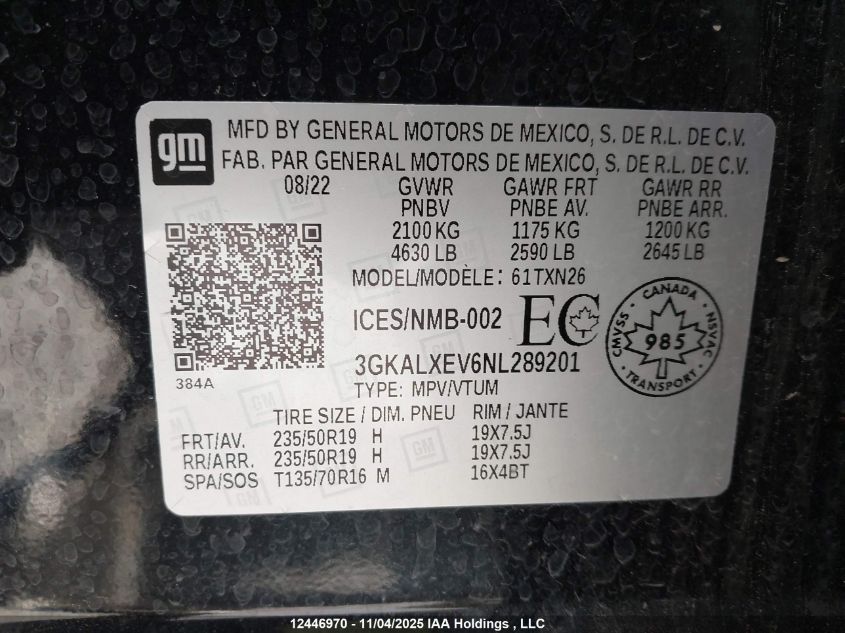 gm
MFD BY GENERAL MOTORS DE MEXICO, S. DE R.L. DE C.V.
FAB. PAR GENERAL MOTORS DE MEXICO, S. DE R.L. DE C.V.
08/22 GVWR GAWR FRT GAWR RR
PNBV PNBE AV. PNBE ARR.
2100 KG 1175 KG 1200 KG
4630 LB 2590 LB 2645 LB
MODEL/MODÈLE: 61TXN26
ICES/NMB-002 EC
CANADA
CMVSS 985 NSVAC
TRANSPORT
3GKALXEV6NL289201
384A
TYPE: MPV/VTUM
TIRE SIZE / DIM. PNEU RIM / JANTE
FRT/AV. 235/50R19 H 19X7.5J
RR/ARR. 235/50R19 H 19X7.5J
SPA/SOS T135/70R16 M 16X4BT
12446970 - 11/04/2025 IAA Holdings , LLC